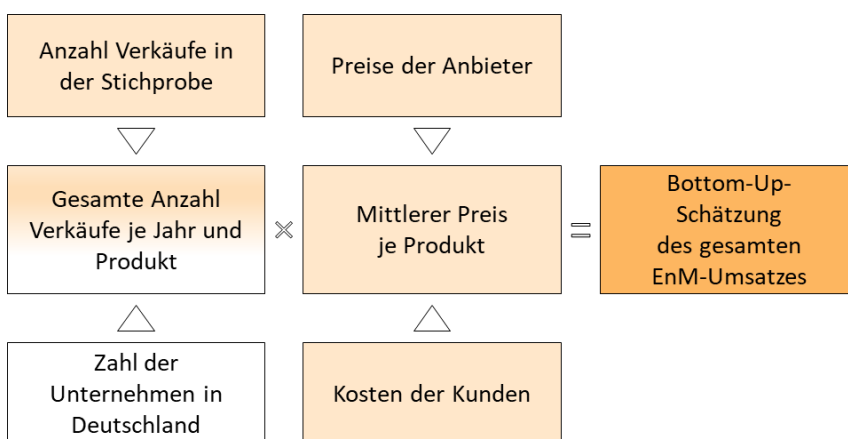 Anzahl Verkäufe in
der Stichprobe
Preise der Anbieter
Gesamte Anzahl
Verkäufe je Jahr und
Produkt
×
Mittlerer Preis
je Produkt
=
Bottom-Up-
Schätzung
des gesamten
EnM-Umsatzes
Zahl der
Unternehmen in
Deutschland
Kosten der Kunden